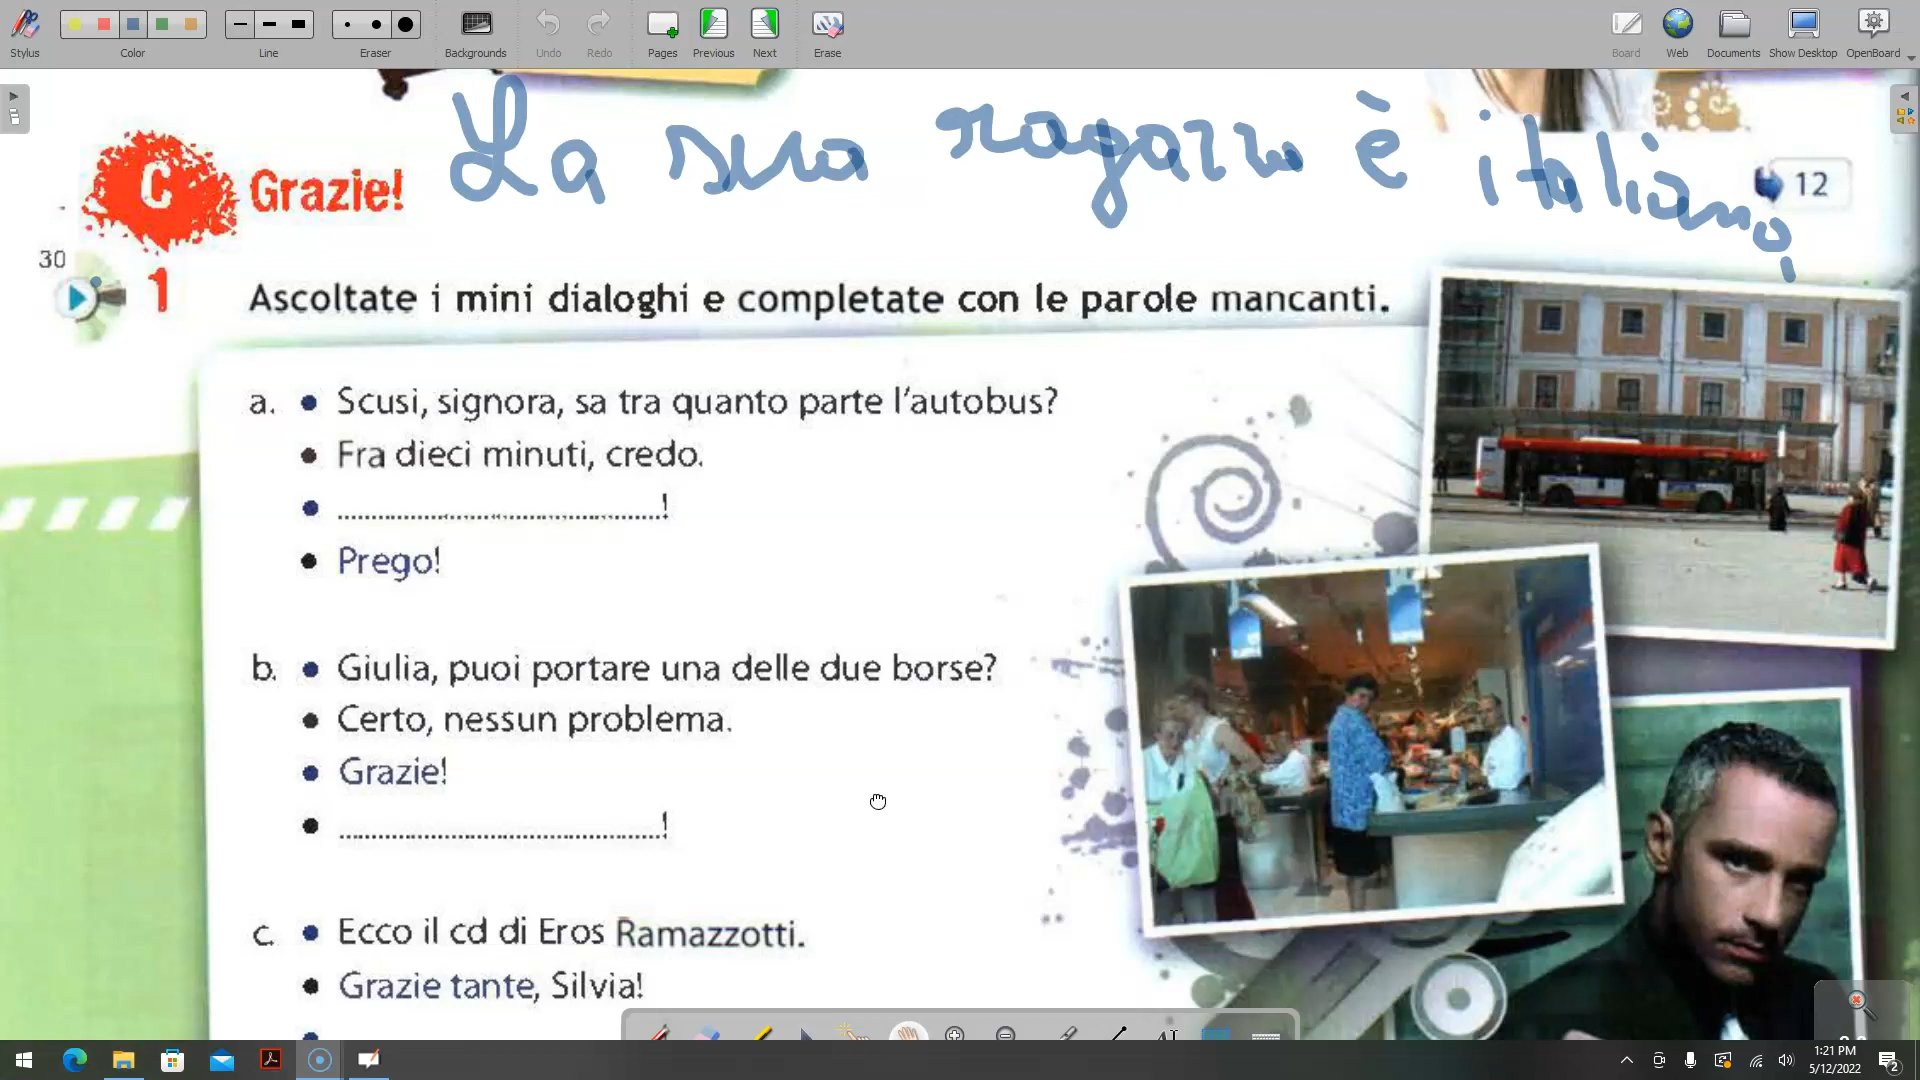 Stylus
Color
Line
Eraser
Backgrounds
Undo
Redo
Pages
Previous
Next
Erase
Board
Web
Documents
Show Desktop
OpenBoard
La sua ragazza è italiana,
C Grazie!
12
30
1 Ascoltate i mini dialoghi e completate con le parole mancanti.
a. • Scusi, signora, sa tra quanto parte l'autobus?
• Fra dieci minuti, credo.
• ..............................!
• Prego!
b. • Giulia, puoi portare una delle due borse?
• Certo, nessun problema.
• Grazie!
• ..............................!
c. • Ecco il cd di Eros Ramazzotti.
• Grazie tante, Silvia!
1:21 PM
5/12/2022
2